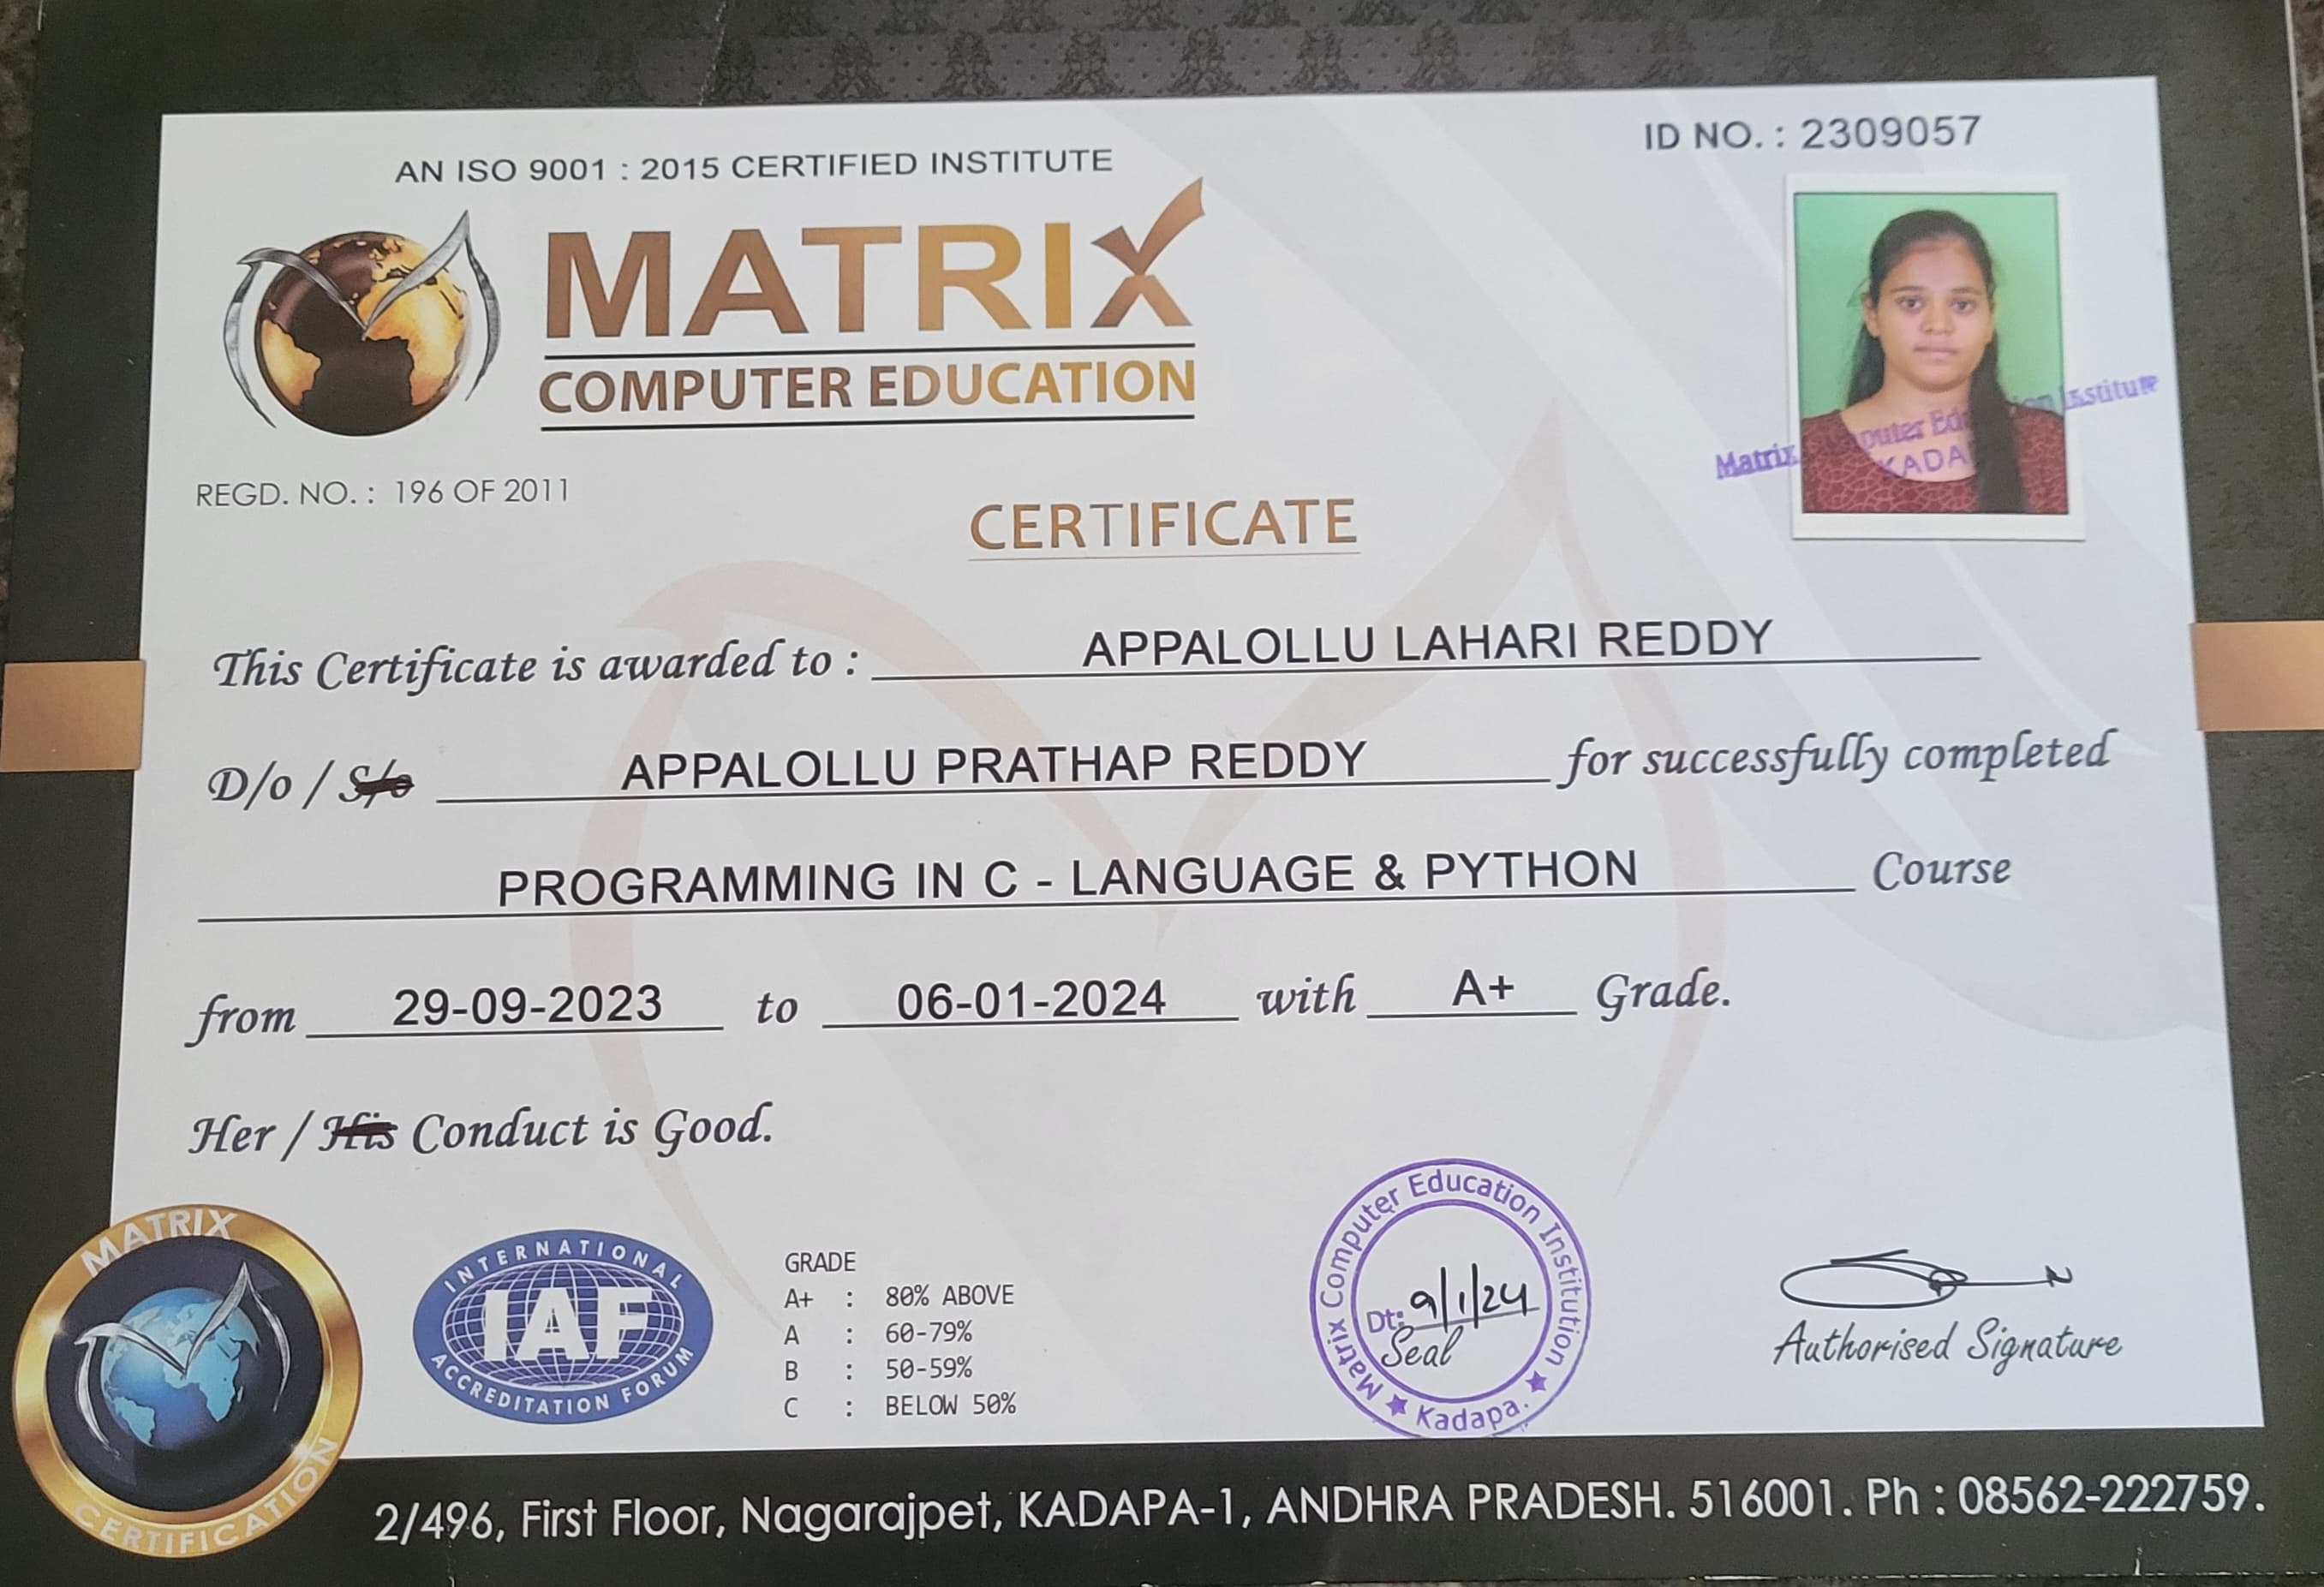 AN ISO 9001 : 2015 CERTIFIED INSTITUTE
ID NO. : 2309057
MATRIX
COMPUTER EDUCATION
REGD. NO. : 196 OF 2011
Matrix Computer Education Institute
KADA
CERTIFICATE
This Certificate is awarded to : APPALOLLU LAHARI REDDY
D/o / S/o APPALOLLU PRATHAP REDDY for successfully completed
PROGRAMMING IN C - LANGUAGE & PYTHON Course
from 29-09-2023 to 06-01-2024 with A+ Grade.
Her / His Conduct is Good.
MATRIX
CERTIFICATION
INTERNATIONAL
IAF
ACCREDITATION FORUM
GRADE
A+ : 80% ABOVE
A : 60-79%
B : 50-59%
C : BELOW 50%
Matrix Computer Education Institution
Dt: 9/1/24
Seal
Kadapa.
Authorised Signature
2/496, First Floor, Nagarajpet, KADAPA-1, ANDHRA PRADESH. 516001. Ph : 08562-222759.